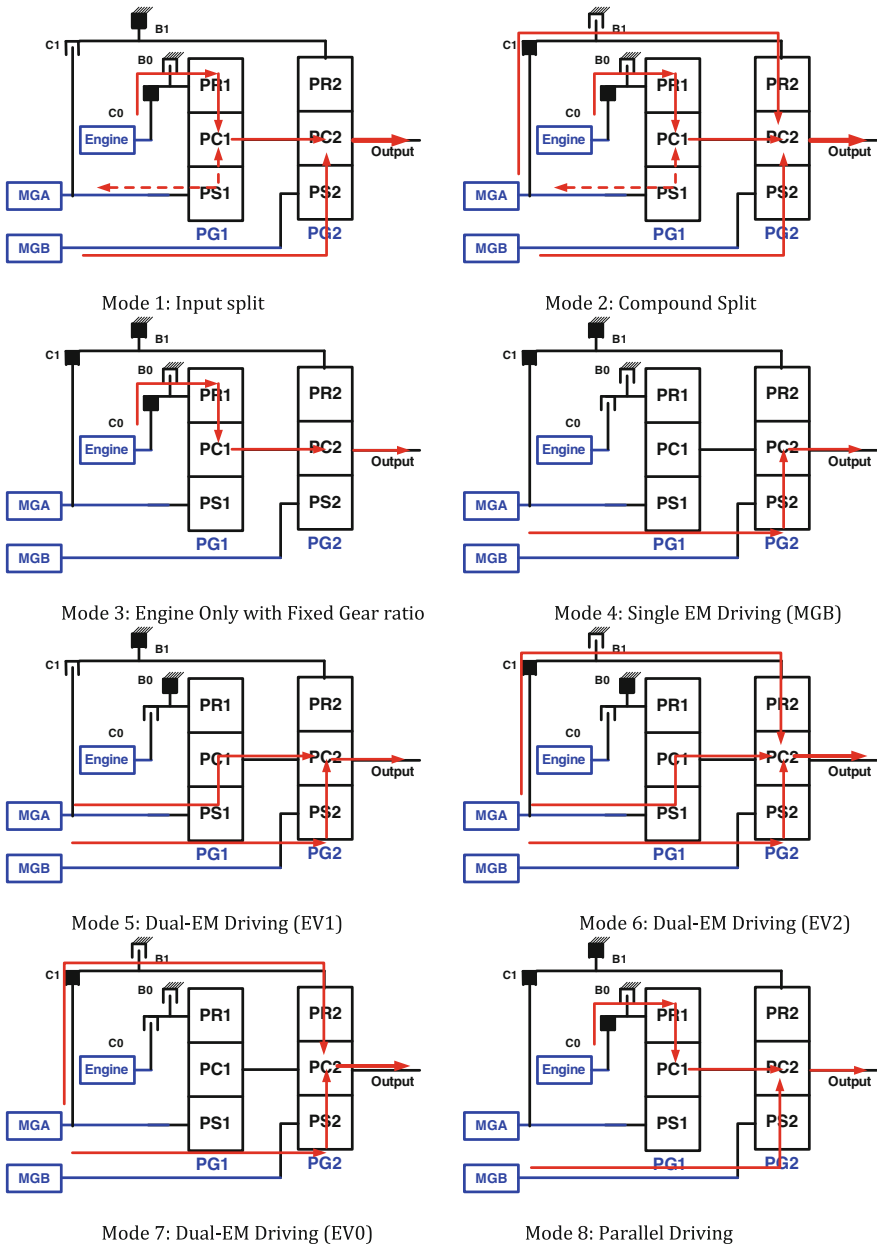 B1
C1
B0
PR1
PR2
C0
Engine
PC1
PC2
Output
MGA
PS1
PS2
PG1
PG2
MGB
Mode 1: Input split
B1
C1
B0
PR1
PR2
C0
Engine
PC1
PC2
Output
MGA
PS1
PS2
PG1
PG2
MGB
Mode 2: Compound Split
B1
C1
B0
PR1
PR2
C0
Engine
PC1
PC2
Output
MGA
PS1
PS2
PG1
PG2
MGB
Mode 3: Engine Only with Fixed Gear ratio
B1
C1
B0
PR1
PR2
C0
Engine
PC1
PC2
Output
MGA
PS1
PS2
PG1
PG2
MGB
Mode 4: Single EM Driving (MGB)
B1
C1
B0
PR1
PR2
C0
Engine
PC1
PC2
Output
MGA
PS1
PS2
PG1
PG2
MGB
Mode 5: Dual-EM Driving (EV1)
B1
C1
B0
PR1
PR2
C0
Engine
PC1
PC2
Output
MGA
PS1
PS2
PG1
PG2
MGB
Mode 6: Dual-EM Driving (EV2)
B1
C1
B0
PR1
PR2
C0
Engine
PC1
PC2
Output
MGA
PS1
PS2
PG1
PG2
MGB
Mode 7: Dual-EM Driving (EV0)
B1
C1
B0
PR1
PR2
C0
Engine
PC1
PC2
Output
MGA
PS1
PS2
PG1
PG2
MGB
Mode 8: Parallel Driving